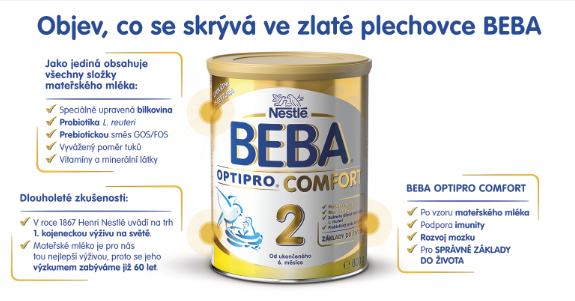 Objev, co se skrývá ve zlaté plechovce BEBA
Jako jediná obsahuje
všechny složky
mateřského mléka:
Speciálně upravená bílkovina
Probiotika L. reuteri
Prebiotickou směs GOS/FOS
Vyvážený poměr tuků
Vitamíny a minerální látky
Dlouholeté zkušenosti:
V roce 1867 Henri Nestlé uvádí na trh
1. kojeneckou výživu na světě.
Mateřské mléko je pro nás
tou nejlepší výživou, proto se jeho
výzkumem zabýváme již 60 let.
Nestlé
BEBA
OPTIPRO COMFORT
2
ZÁKLADY DO ŽIVOTA
Od ukončeného
6. měsíce
BEBA OPTIPRO COMFORT
Po vzoru mateřského mléka
Podpora imunity
Rozvoj mozku
Pro SPRÁVNÉ ZÁKLADY
DO ŽIVOTA